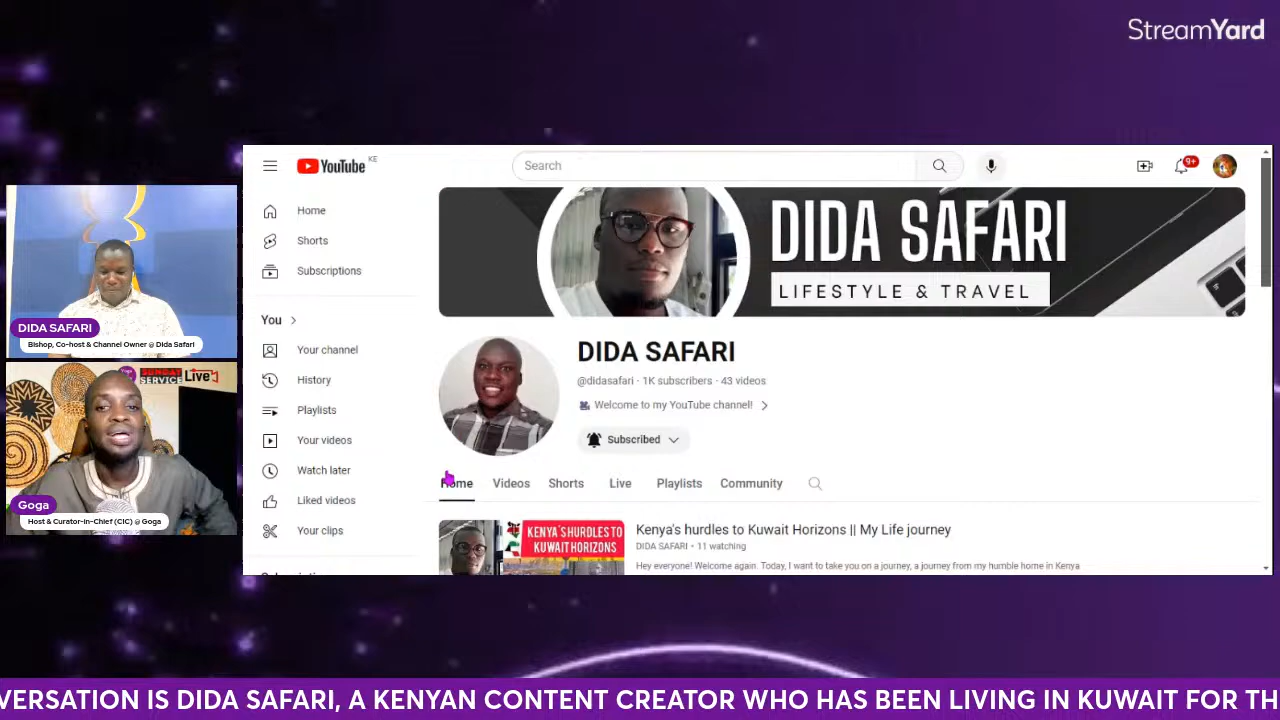 StreamYard
YouTube KE
Search
9+
Home
Shorts
Subscriptions
You
Your channel
History
Playlists
Your videos
Watch later
Liked videos
Your clips
DIDA SAFARI
LIFESTYLE & TRAVEL
DIDA SAFARI
@didasafari · 1K subscribers · 43 videos
Welcome to my YouTube channel!
Subscribed
Home Videos Shorts Live Playlists Community
KENYA'S HURDLES TO
KUWAIT HORIZONS
Kenya's hurdles to Kuwait Horizons || My Life journey
DIDA SAFARI · 11 watching
Hey everyone! Welcome again. Today, I want to take you on a journey, a journey from my humble home in Kenya
DIDA SAFARI
Bishop, Co-host & Channel Owner @ Dida Safari
SUNDAY
SERVICE Live
Goga
Host & Curator-in-Chief (CIC) @ Goga
VERSATION IS DIDA SAFARI, A KENYAN CONTENT CREATOR WHO HAS BEEN LIVING IN KUWAIT FOR TH